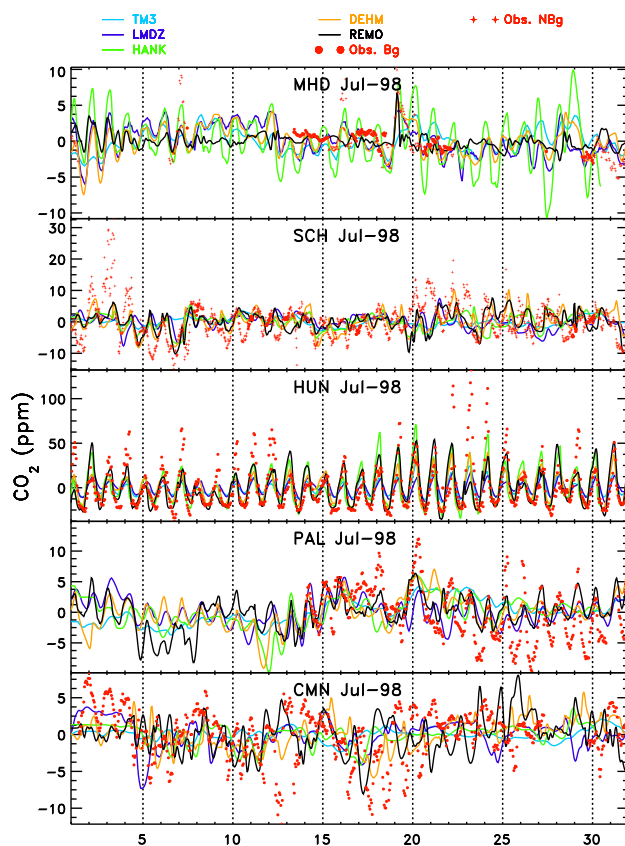 TM3 DEHM Obs. NBg
LMDZ REMO
HANK Obs. Bg
MHD Jul-98
10
5
0
-5
-10
SCH Jul-98
30
20
10
0
-10
HUN Jul-98
100
50
0
CO2 (ppm)
PAL Jul-98
10
5
0
-5
CMN Jul-98
5
0
-5
-10
5 10 15 20 25 30